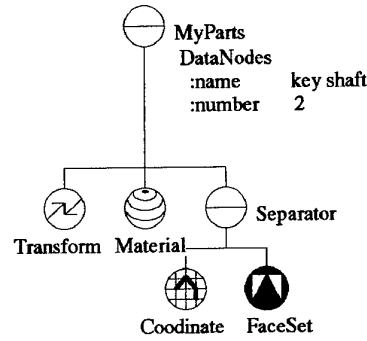 MyParts
DataNodes
:name key shaft
:number 2
Separator
Transform Material
Coodinate FaceSet